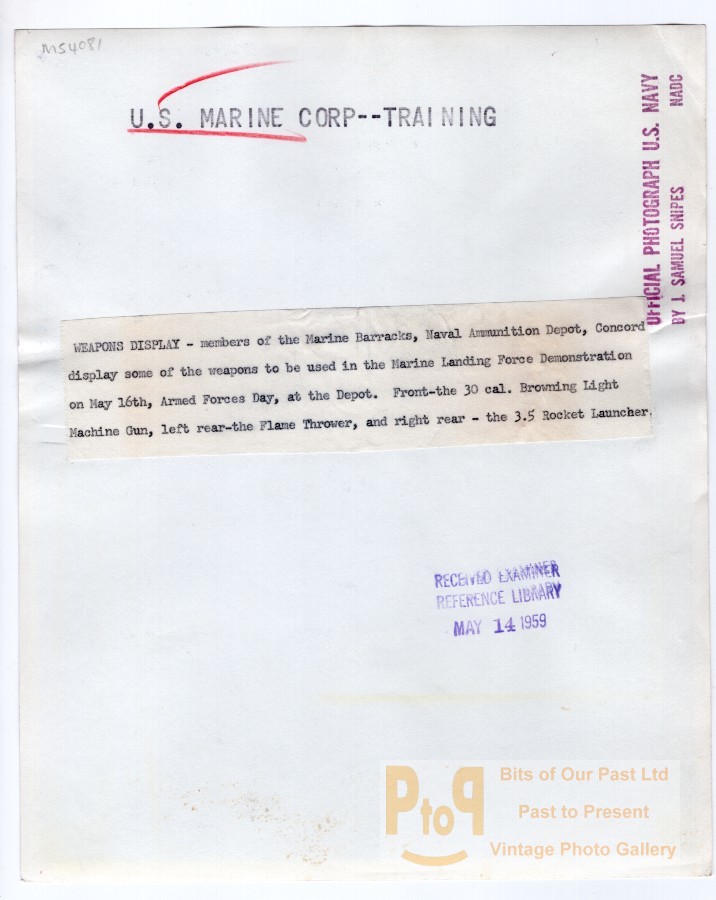 MS4081
U.S. MARINE CORP--TRAINING
OFFICIAL PHOTOGRAPH U.S. NAVY
BY J. SAMUEL SNIPES NADC
WEAPONS DISPLAY - members of the Marine Barracks, Naval Ammunition Depot, Concord
display some of the weapons to be used in the Marine Landing Force Demonstration
on May 16th, Armed Forces Day, at the Depot. Front-the 30 cal. Browning Light
Machine Gun, left rear-the Flame Thrower, and right rear - the 3.5 Rocket Launcher.
RECEIVED EXAMINER
REFERENCE LIBRARY
MAY 14 1959
PtoP
Bits of Our Past Ltd
Past to Present
Vintage Photo Gallery